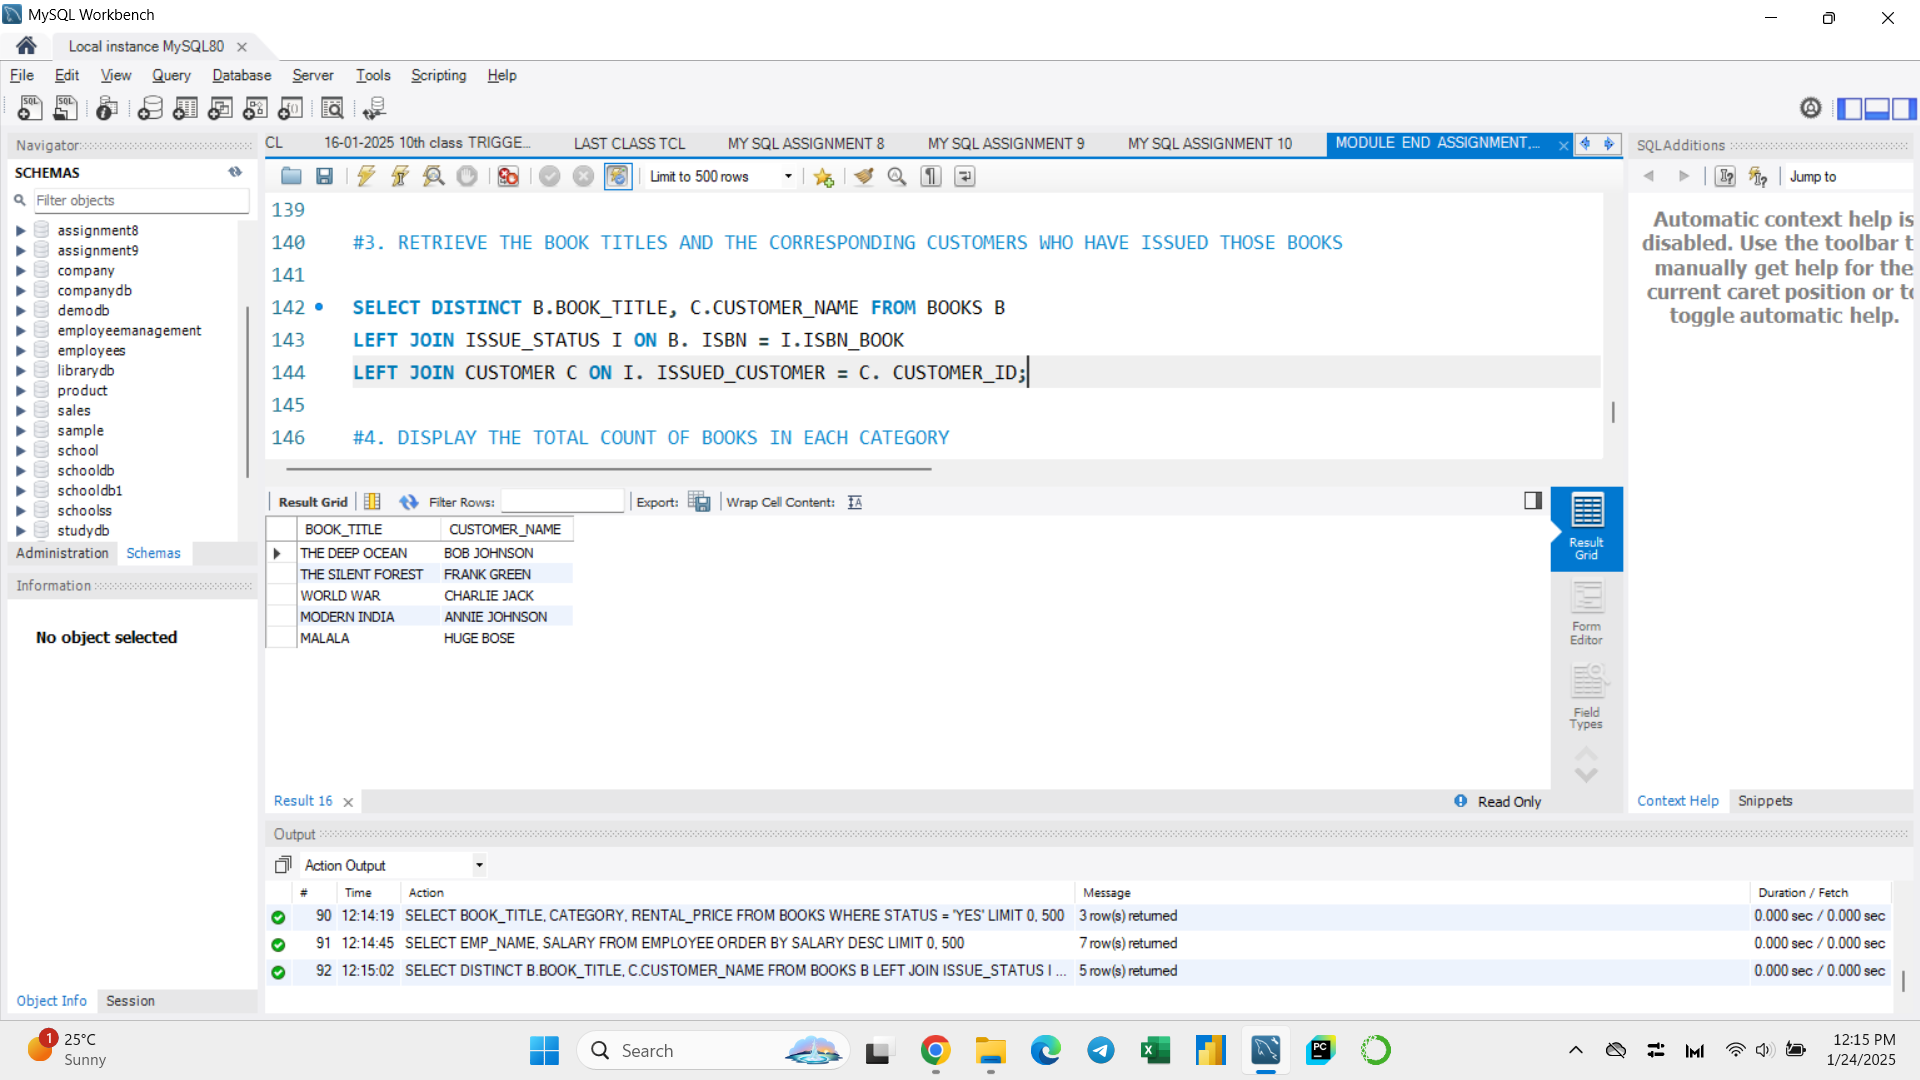 MySQL Workbench
Local instance MySQL80
File Edit View Query Database Server Tools Scripting Help
Navigator
SCHEMAS
Filter objects
assignment8
assignment9
company
companydb
demodb
employeemanagement
employees
librarydb
product
sales
sample
school
schooldb
schooldb1
schoolss
studydb
Administration Schemas
Information
No object selected
Object Info Session
CL 16-01-2025 10th class TRIGGE... LAST CLASS TCL MY SQL ASSIGNMENT 8 MY SQL ASSIGNMENT 9 MY SQL ASSIGNMENT 10 MODULE END ASSIGNMENT,...
Limit to 500 rows
139
140 #3. RETRIEVE THE BOOK TITLES AND THE CORRESPONDING CUSTOMERS WHO HAVE ISSUED THOSE BOOKS
141
142 SELECT DISTINCT B.BOOK_TITLE, C.CUSTOMER_NAME FROM BOOKS B
143 LEFT JOIN ISSUE_STATUS I ON B. ISBN = I.ISBN_BOOK
144 LEFT JOIN CUSTOMER C ON I. ISSUED_CUSTOMER = C. CUSTOMER_ID;
145
146 #4. DISPLAY THE TOTAL COUNT OF BOOKS IN EACH CATEGORY
Result Grid Filter Rows: Export: Wrap Cell Content:
BOOK_TITLE CUSTOMER_NAME
THE DEEP OCEAN BOB JOHNSON
THE SILENT FOREST FRANK GREEN
WORLD WAR CHARLIE JACK
MODERN INDIA ANNIE JOHNSON
MALALA HUGE BOSE
Result Grid
Form Editor
Field Types
Result 16 Read Only
SQLAdditions
Jump to
Automatic context help is
disabled. Use the toolbar t
manually get help for the
current caret position or to
toggle automatic help.
Context Help Snippets
Output
Action Output
# Time Action Message Duration / Fetch
90 12:14:19 SELECT BOOK_TITLE, CATEGORY, RENTAL_PRICE FROM BOOKS WHERE STATUS = 'YES' LIMIT 0, 500 3 row(s) returned 0.000 sec / 0.000 sec
91 12:14:45 SELECT EMP_NAME, SALARY FROM EMPLOYEE ORDER BY SALARY DESC LIMIT 0, 500 7 row(s) returned 0.000 sec / 0.000 sec
92 12:15:02 SELECT DISTINCT B.BOOK_TITLE, C.CUSTOMER_NAME FROM BOOKS B LEFT JOIN ISSUE_STATUS I ... 5 row(s) returned 0.000 sec / 0.000 sec
1 25°C
Sunny
Search
12:15 PM
1/24/2025